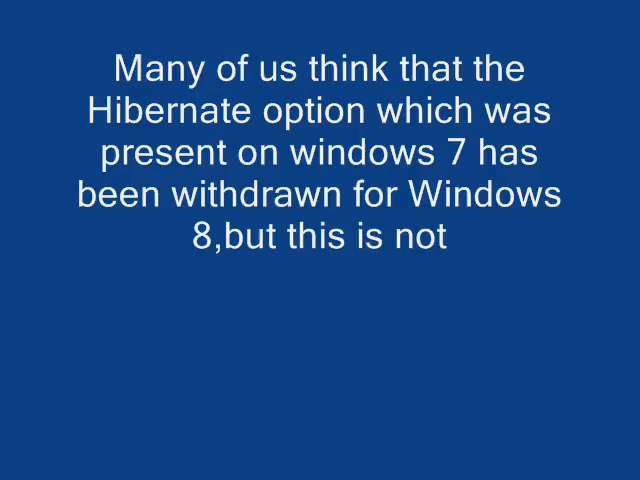 Many of us think that the
Hibernate option which was
present on windows 7 has
been withdrawn for Windows
8,but this is not